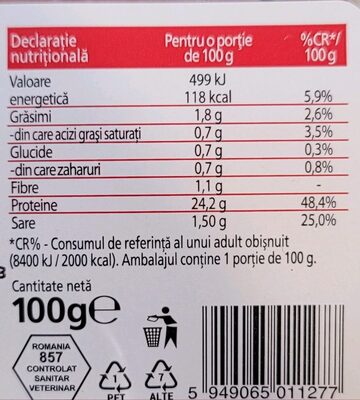 Declarație Pentru o porție %CR*/
nutrițională de 100 g 100 g
Valoare 499 kJ
energetică 118 kcal 5,9%
Grăsimi 1,8 g 2,6%
-din care acizi grași saturați 0,7 g 3,5%
Glucide 0,7 g 0,3%
-din care zaharuri 0,7 g 0,8%
Fibre 1,1 g -
Proteine 24,2 g 48,4%
Sare 1,50 g 25,0%
*CR% - Consumul de referință al unui adult obișnuit
(8400 kJ / 2000 kcal). Ambalajul conține 1 porție de 100 g.
Cantitate netă
100g℮
ROMANIA
857
CONTROLAT
SANITAR
VETERINAR
1
PET
7
ALTE
5 949065 011277